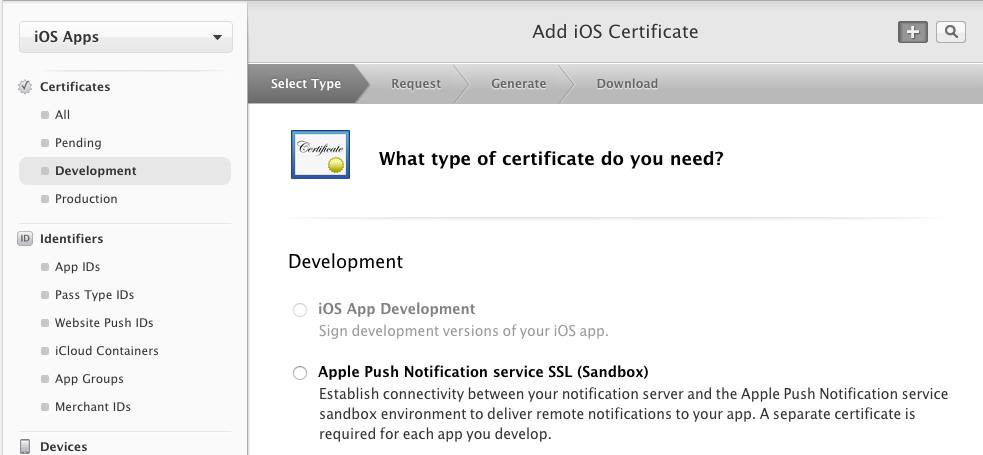 iOS Apps
Certificates
All
Pending
Development
Production
ID Identifiers
App IDs
Pass Type IDs
Website Push IDs
iCloud Containers
App Groups
Merchant IDs
Devices
Add iOS Certificate
Select Type
Request
Generate
Download
Certificate
What type of certificate do you need?
Development
iOS App Development
Sign development versions of your iOS app.
Apple Push Notification service SSL (Sandbox)
Establish connectivity between your notification server and the Apple Push Notification service
sandbox environment to deliver remote notifications to your app. A separate certificate is
required for each app you develop.